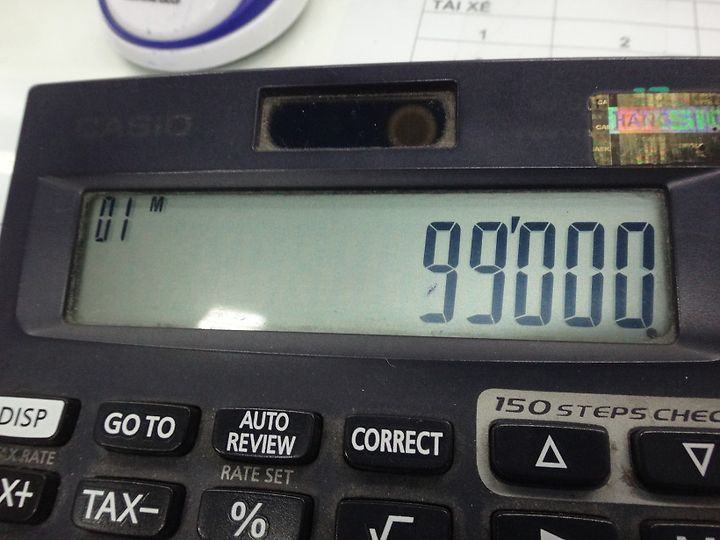 TÀI XẾ
1
2
CASIO
01 M 99'000
DISP
GO TO
AUTO REVIEW
CORRECT
150 STEPS CHEC
RATE SET
TAX-
%
√